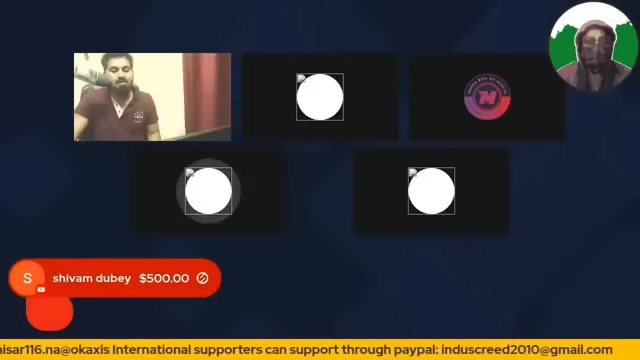 S shivam dubey $500.00
aisar116.na@okaxis International supporters can support through paypal: induscreed2010@gmail.com